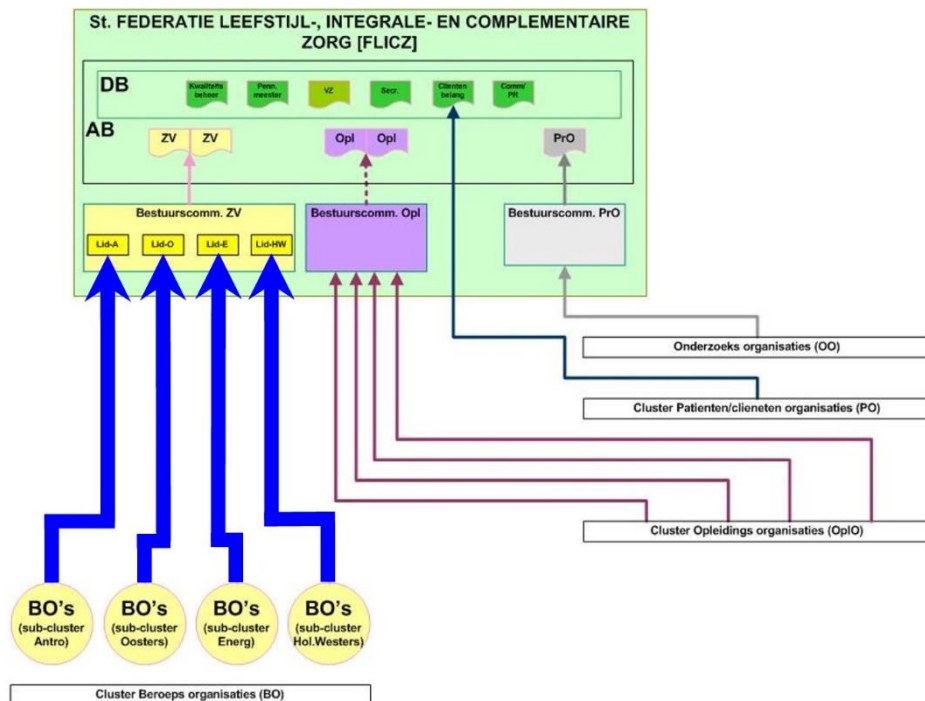 St. FEDERATIE LEEFSTIJL-, INTEGRALE- EN COMPLEMENTAIRE
ZORG [FLICZ]
DB
Kwaliteits
beheer
Penn.
meester
VZ
Secr.
Clienten
belang
Comm/
PR
AB
ZV
ZV
Opl
Opl
PrO
Bestuurscomm. ZV
Lid-A
Lid-O
Lid-E
Lid-HW
Bestuurscomm. Opl
Bestuurscomm. PrO
Onderzoeks organisaties (OO)
Cluster Patienten/clieneten organisaties (PO)
Cluster Opleidings organisaties (OplO)
BO's
(sub-cluster
Antro)
BO's
(sub-cluster
Oosters)
BO's
(sub-cluster
Energ)
BO's
(sub-cluster
Hol.Westers)
Cluster Beroeps organisaties (BO)